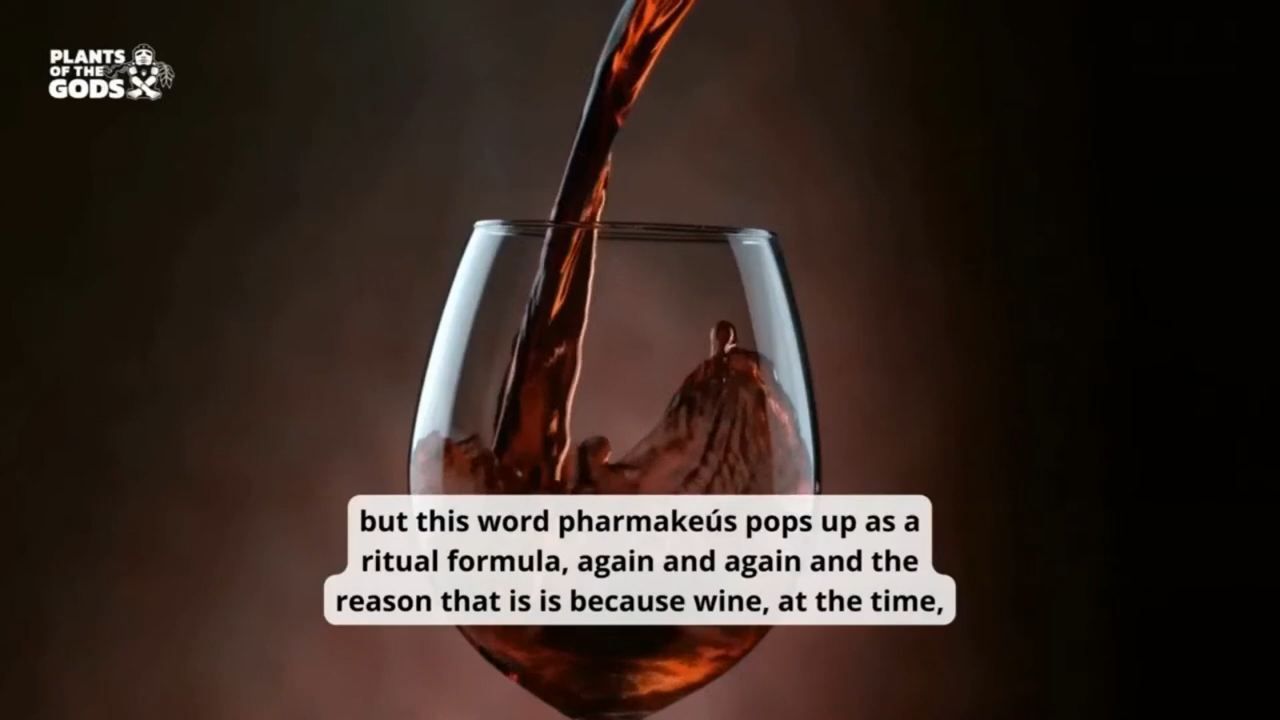 PLANTS
OF THE
GODS
but this word pharmakeús pops up as a
ritual formula, again and again and the
reason that is is because wine, at the time,